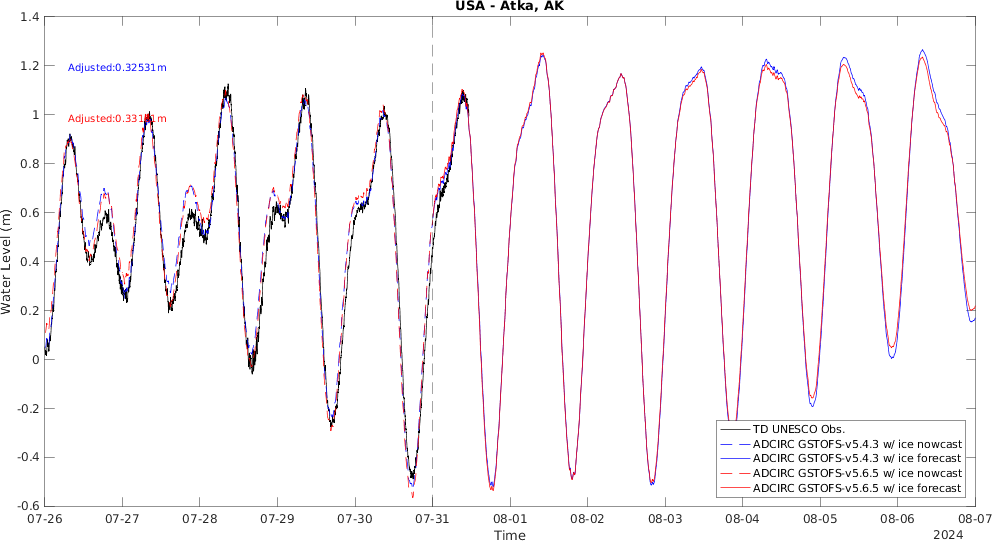 USA - Atka, AK
1.4
1.2
1
0.8
0.6
0.4
0.2
0
-0.2
-0.4
-0.6
Water Level (m)
Adjusted:0.32531m
TD UNESCO Obs.
ADCIRC GSTOFS-v5.4.3 w/ ice nowcast
ADCIRC GSTOFS-v5.4.3 w/ ice forecast
ADCIRC GSTOFS-v5.6.5 w/ ice nowcast
ADCIRC GSTOFS-v5.6.5 w/ ice forecast
07-26 07-27 07-28 07-29 07-30 07-31 08-01 08-02 08-03 08-04 08-05 08-06 08-07
Time
2024